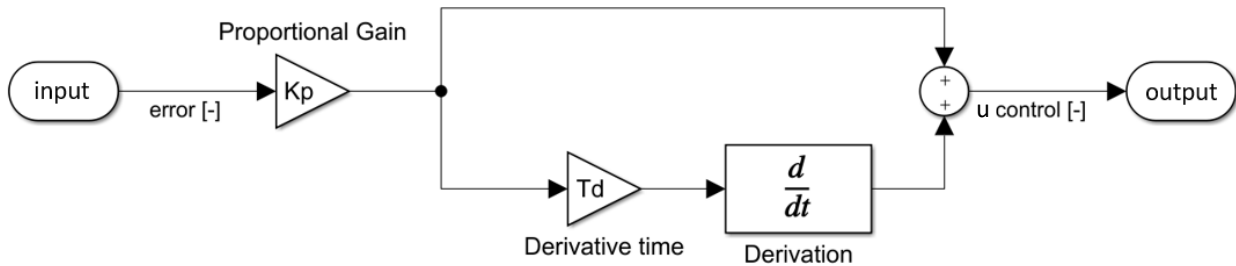 Proportional Gain
input
error [-]
Kp
+
+
u control [-]
output
Td
d
dt
Derivative time
Derivation